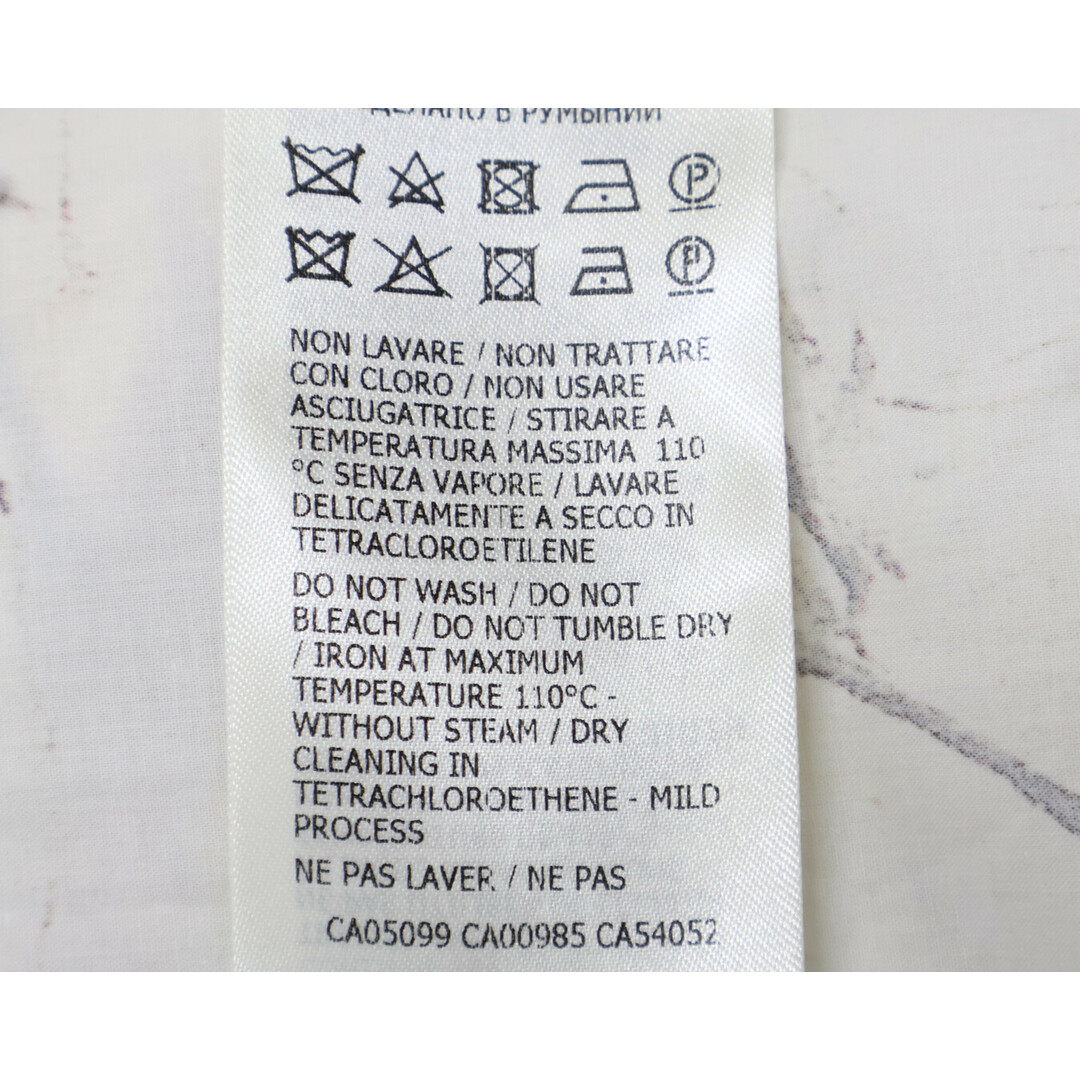 ДЕЛАНО В РУМЫНИИ
NON LAVARE / NON TRATTARE
CON CLORO / NON USARE
ASCIUGATRICE / STIRARE A
TEMPERATURA MASSIMA 110
°C SENZA VAPORE / LAVARE
DELICATAMENTE A SECCO IN
TETRACLOROETILENE
DO NOT WASH / DO NOT
BLEACH / DO NOT TUMBLE DRY
/ IRON AT MAXIMUM
TEMPERATURE 110°C -
WITHOUT STEAM / DRY
CLEANING IN
TETRACHLOROETHENE - MILD
PROCESS
NE PAS LAVER / NE PAS
CA05099 CA00985 CA54052